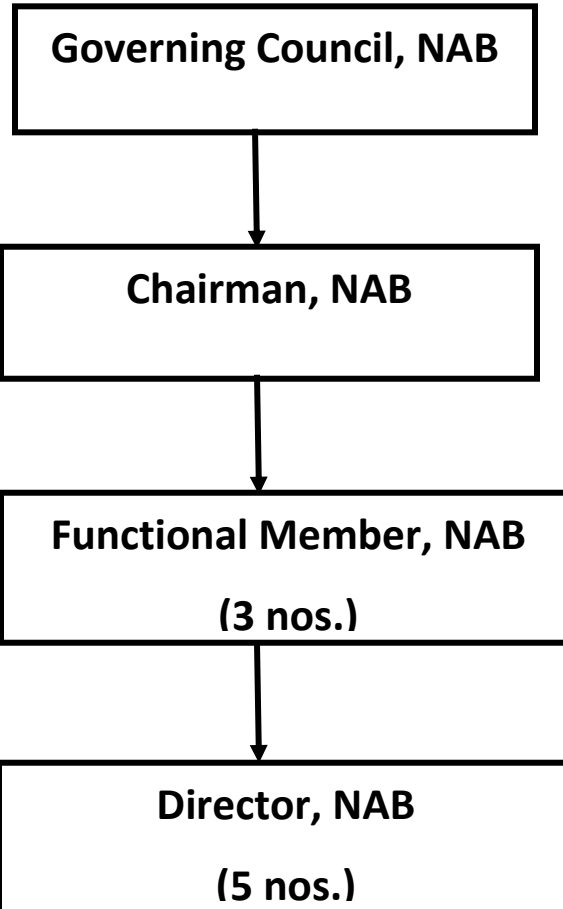 Governing Council, NAB
Chairman, NAB
Functional Member, NAB
(3 nos.)
Director, NAB
(5 nos.)